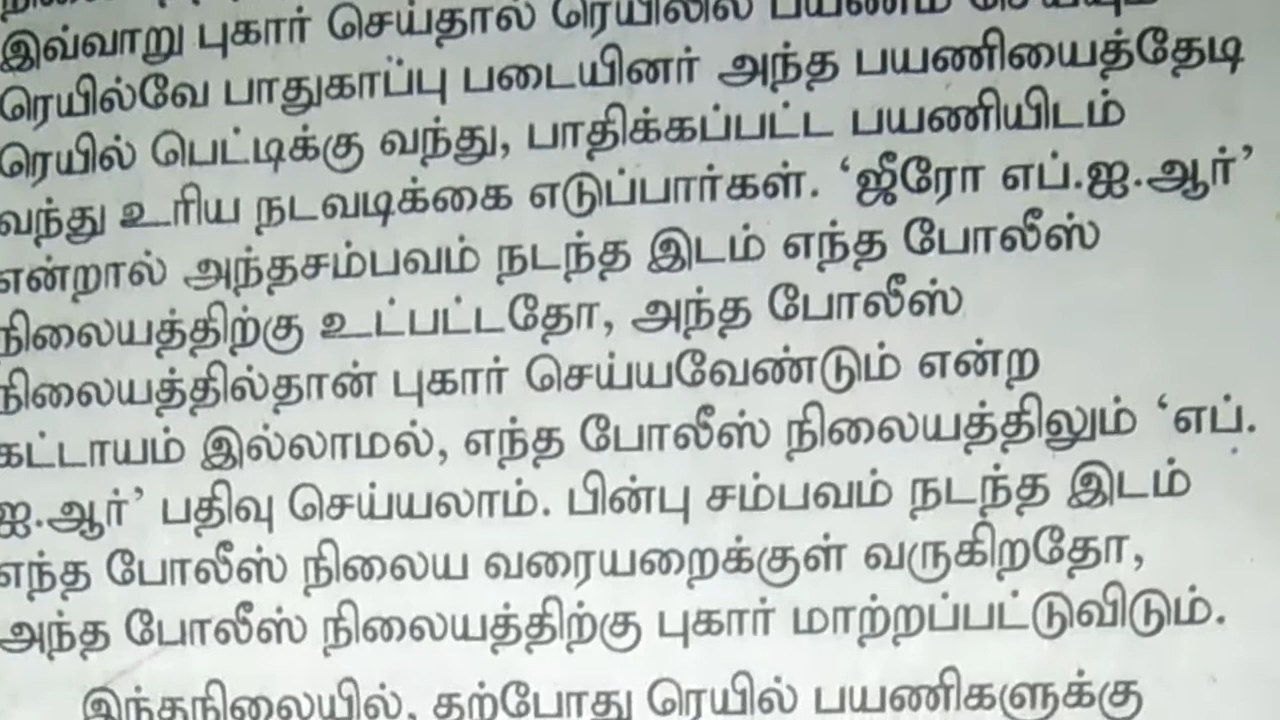 இவ்வாறு புகார் செய்தால் ரெயிலில் பயணம்
ரெயில்வே பாதுகாப்பு படையினர் அந்த பயணியைத்தேடி
ரெயில் பெட்டிக்கு வந்து, பாதிக்கப்பட்ட பயணியிடம்
வந்து உரிய நடவடிக்கை எடுப்பார்கள். ‘ஜீரோ எப்.ஐ.ஆர்’
என்றால் அந்தசம்பவம் நடந்த இடம் எந்த போலீஸ்
நிலையத்திற்கு உட்பட்டதோ, அந்த போலீஸ்
நிலையத்தில்தான் புகார் செய்யவேண்டும் என்ற
கட்டாயம் இல்லாமல், எந்த போலீஸ் நிலையத்திலும் ‘எப்.
ஐ.ஆர்’ பதிவு செய்யலாம். பின்பு சம்பவம் நடந்த இடம்
எந்த போலீஸ் நிலைய வரையறைக்குள் வருகிறதோ,
அந்த போலீஸ் நிலையத்திற்கு புகார் மாற்றப்பட்டுவிடும்.
இந்தநிலையில், தற்போது ரெயில் பயணிகளுக்கு